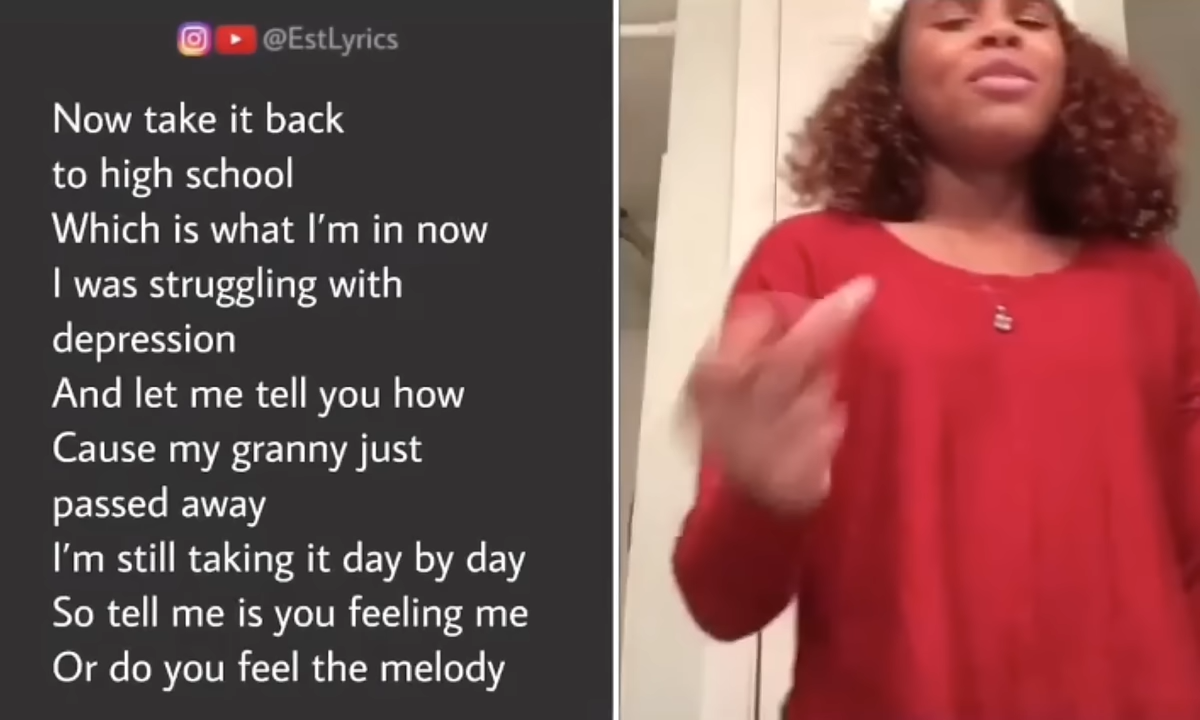 @EstLyrics
Now take it back
to high school
Which is what I'm in now
I was struggling with
depression
And let me tell you how
Cause my granny just
passed away
I'm still taking it day by day
So tell me is you feeling me
Or do you feel the melody